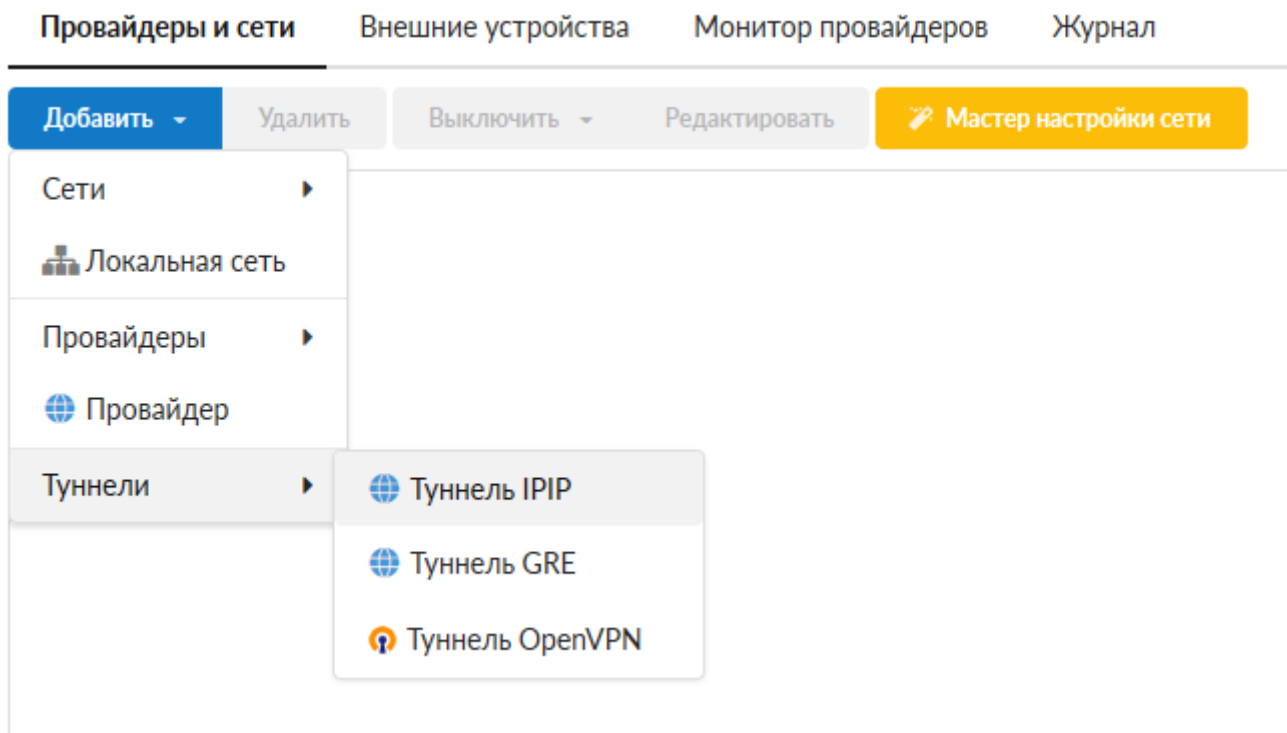 Провайдеры и сети Внешние устройства Монитор провайдеров Журнал
Добавить Удалить Выключить Редактировать Мастер настройки сети
Сети
Локальная сеть
Провайдеры
Провайдер
Туннели
Туннель IPIP
Туннель GRE
Туннель OpenVPN